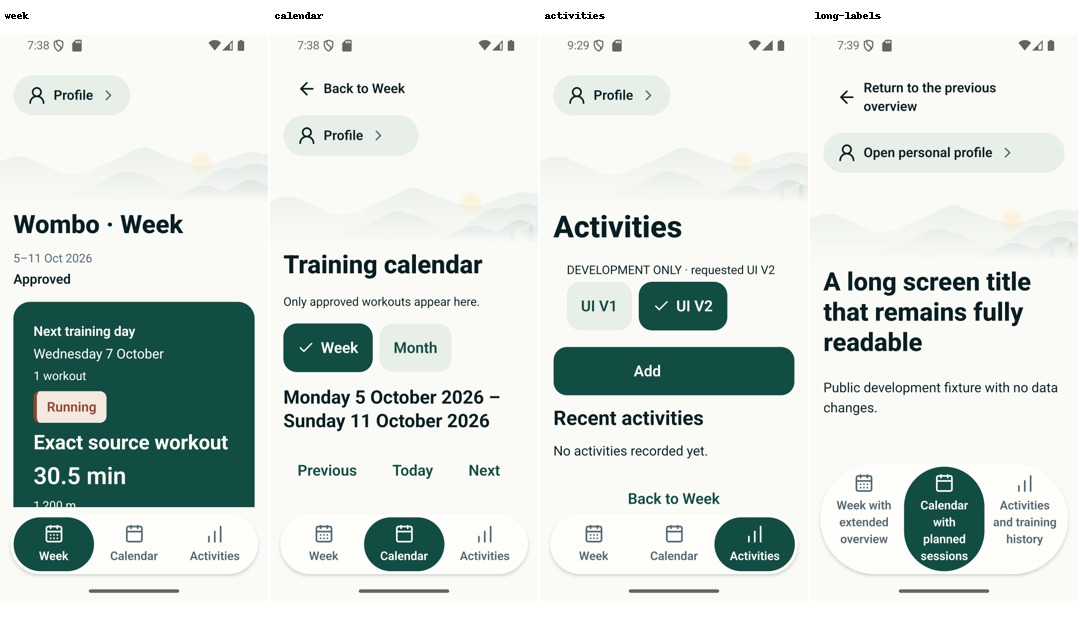 week
7:38
Profile
Wombo · Week
5–11 Oct 2026
Approved
Next training day
Wednesday 7 October
1 workout
Running
Exact source workout
30.5 min
1 200 m
Week
Calendar
Activities
calendar
7:38
Back to Week
Profile
Training calendar
Only approved workouts appear here.
Week
Month
Monday 5 October 2026 –
Sunday 11 October 2026
Previous
Today
Next
Week
Calendar
Activities
activities
9:29
Profile
Activities
DEVELOPMENT ONLY · requested UI V2
UI V1
UI V2
Add
Recent activities
No activities recorded yet.
Back to Week
Week
Calendar
Activities
long-labels
7:39
Return to the previous
overview
Open personal profile
A long screen title
that remains fully
readable
Public development fixture with no data
changes.
Week with
extended
overview
Calendar
with
planned
sessions
Activities
and training
history